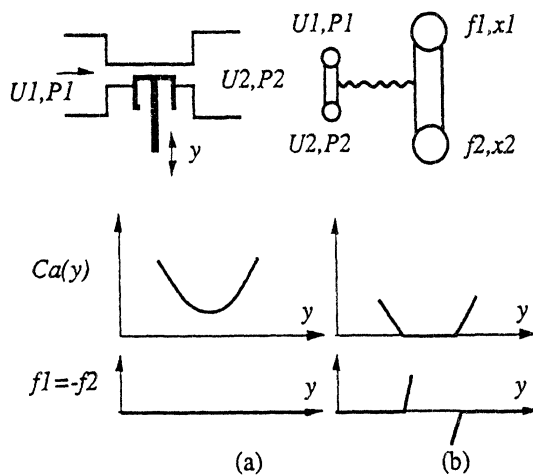 U1,P1
U2,P2
y
U1,P1
U2,P2
f1,x1
f2,x2
Ca(y)
y
y
f1=-f2
y
y
(a)
(b)